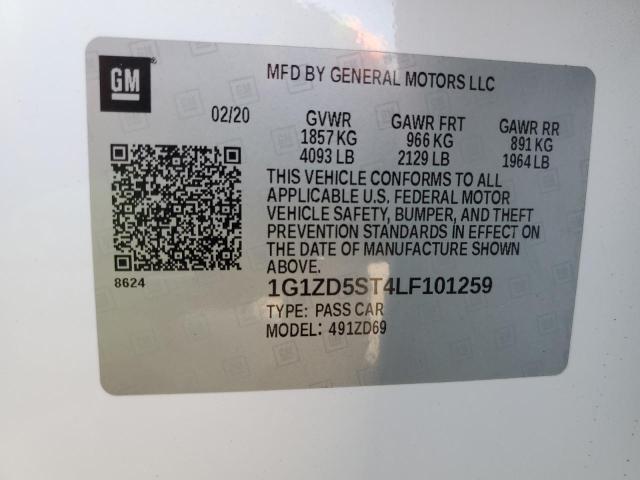 GM
MFD BY GENERAL MOTORS LLC
02/20 GVWR GAWR FRT GAWR RR
1857 KG 966 KG 891 KG
4093 LB 2129 LB 1964 LB
THIS VEHICLE CONFORMS TO ALL
APPLICABLE U.S. FEDERAL MOTOR
VEHICLE SAFETY, BUMPER, AND THEFT
PREVENTION STANDARDS IN EFFECT ON
THE DATE OF MANUFACTURE SHOWN
ABOVE.
8624
1G1ZD5ST4LF101259
TYPE: PASS CAR
MODEL: 491ZD69